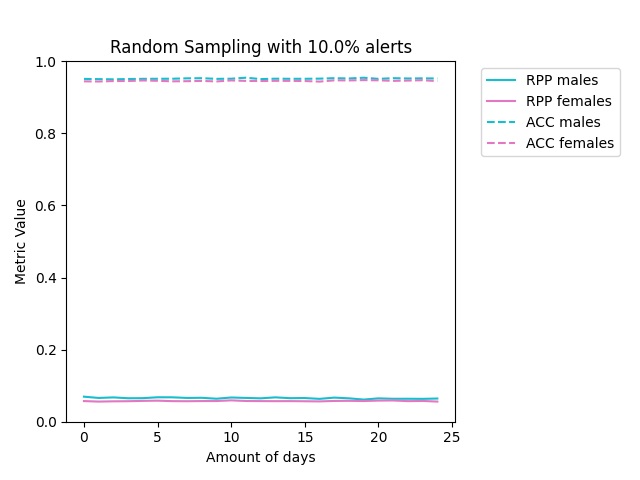 Random Sampling with 10.0% alerts
1.0
0.8
0.6
0.4
0.2
0.0
Metric Value
0 5 10 15 20 25
Amount of days
RPP males
RPP females
ACC males
ACC females